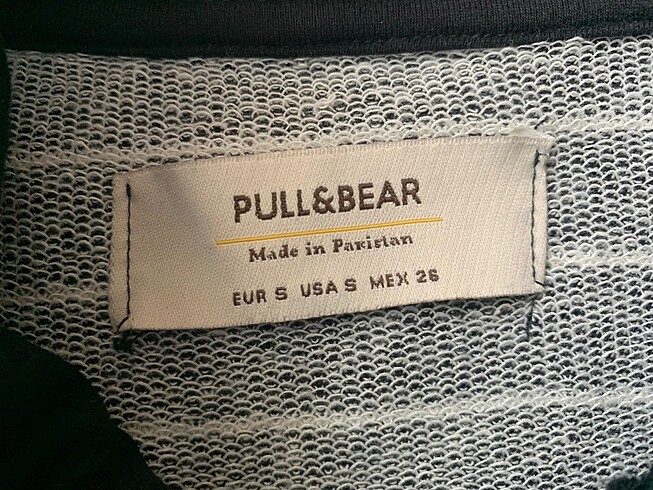 PULL&BEAR
Made in Pakistan
EUR S USA S MEX 26